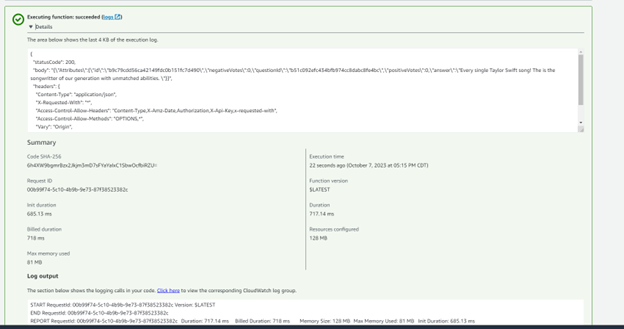 Executing function: succeeded (logs)
Details
The area below shows the last 4 KB of the execution log.
{
"statusCode": 200,
"body": "[{\"Attributes\":[{\"id\":\"b9c79cdd56ca42149fdc0b151fc7d490\",\"negativeVotes\":0,\"questionId\":\"b51c092efc434bfb974cc8dabc8fe4bc\",\"positiveVotes\":0,\"answer\":\"Every single Taylor Swift song! She is the
songwritter of our generation with unmatched abilities. \"}]",
"headers": {
"Content-Type": "application/json",
"X-Requested-With": "*",
"Access-Control-Allow-Headers": "Content-Type,X-Amz-Date,Authorization,X-Api-Key,x-requested-with",
"Access-Control-Allow-Methods": "OPTIONS,*",
"Vary": "Origin",
Summary
Code SHA-256
Execution time
22 seconds ago (October 7, 2023 at 05:15 PM CDT)
Request ID
Function version
00b99f74-5c10-4b9b-9e73-87f38523382c
$LATEST
Init duration
Duration
685.13 ms
717.14 ms
Billed duration
Resources configured
718 ms
128 MB
Max memory used
81 MB
Log output
The section below shows the logging calls in your code. Click here to view the corresponding CloudWatch log group.
START RequestId: 00b99f74-5c10-4b9b-9e73-87f38523382c Version: $LATEST
END RequestId: 00b99f74-5c10-4b9b-9e73-87f38523382c
REPORT RequestId: 00b99f74-5c10-4b9b-9e73-87f38523382c Duration: 717.14 ms Billed Duration: 718 ms Memory Size: 128 MB Max Memory Used: 81 MB Init Duration: 685.13 ms